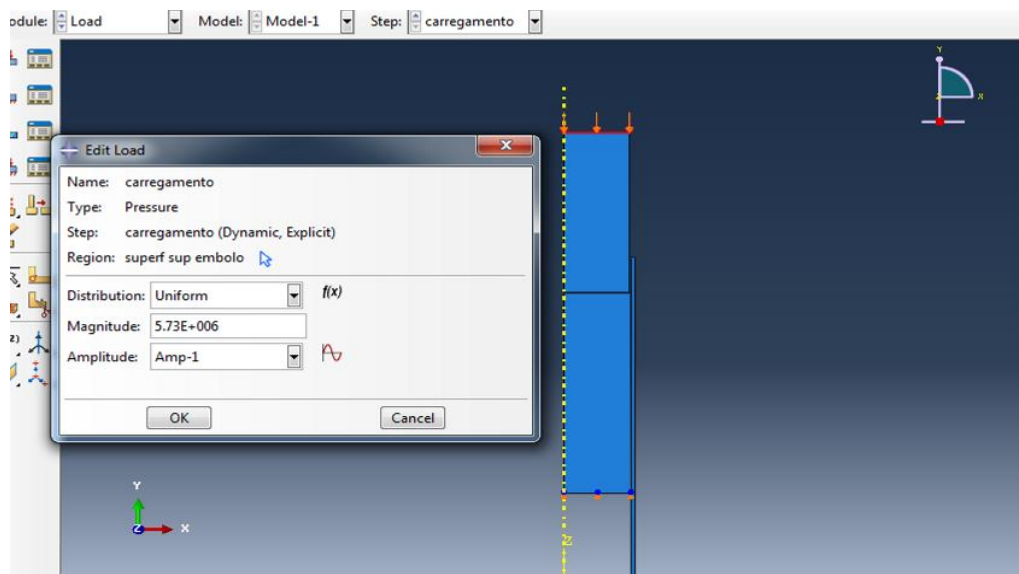 odule: Load Model: Model-1 Step: carregamento
Y
X
Edit Load
Name: carregamento
Type: Pressure
Step: carregamento (Dynamic, Explicit)
Region: superf sup embolo
Distribution: Uniform f(x)
Magnitude: 5.73E+006
Amplitude: Amp-1
OK Cancel
Y
Z X
Z